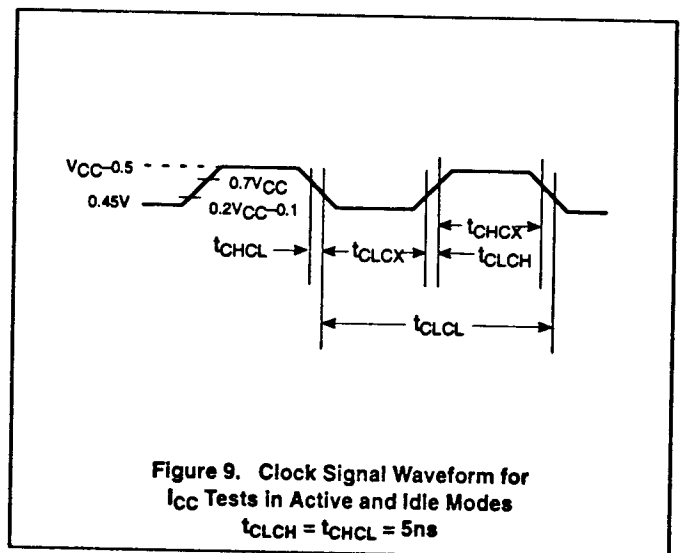 VCC–0.5
0.7VCC
0.45V
0.2VCC–0.1
tCHCX
tCHCL
tCLCX
tCLCH
tCLCL
Figure 9. Clock Signal Waveform for
ICC Tests in Active and Idle Modes
tCLCH = tCHCL = 5ns